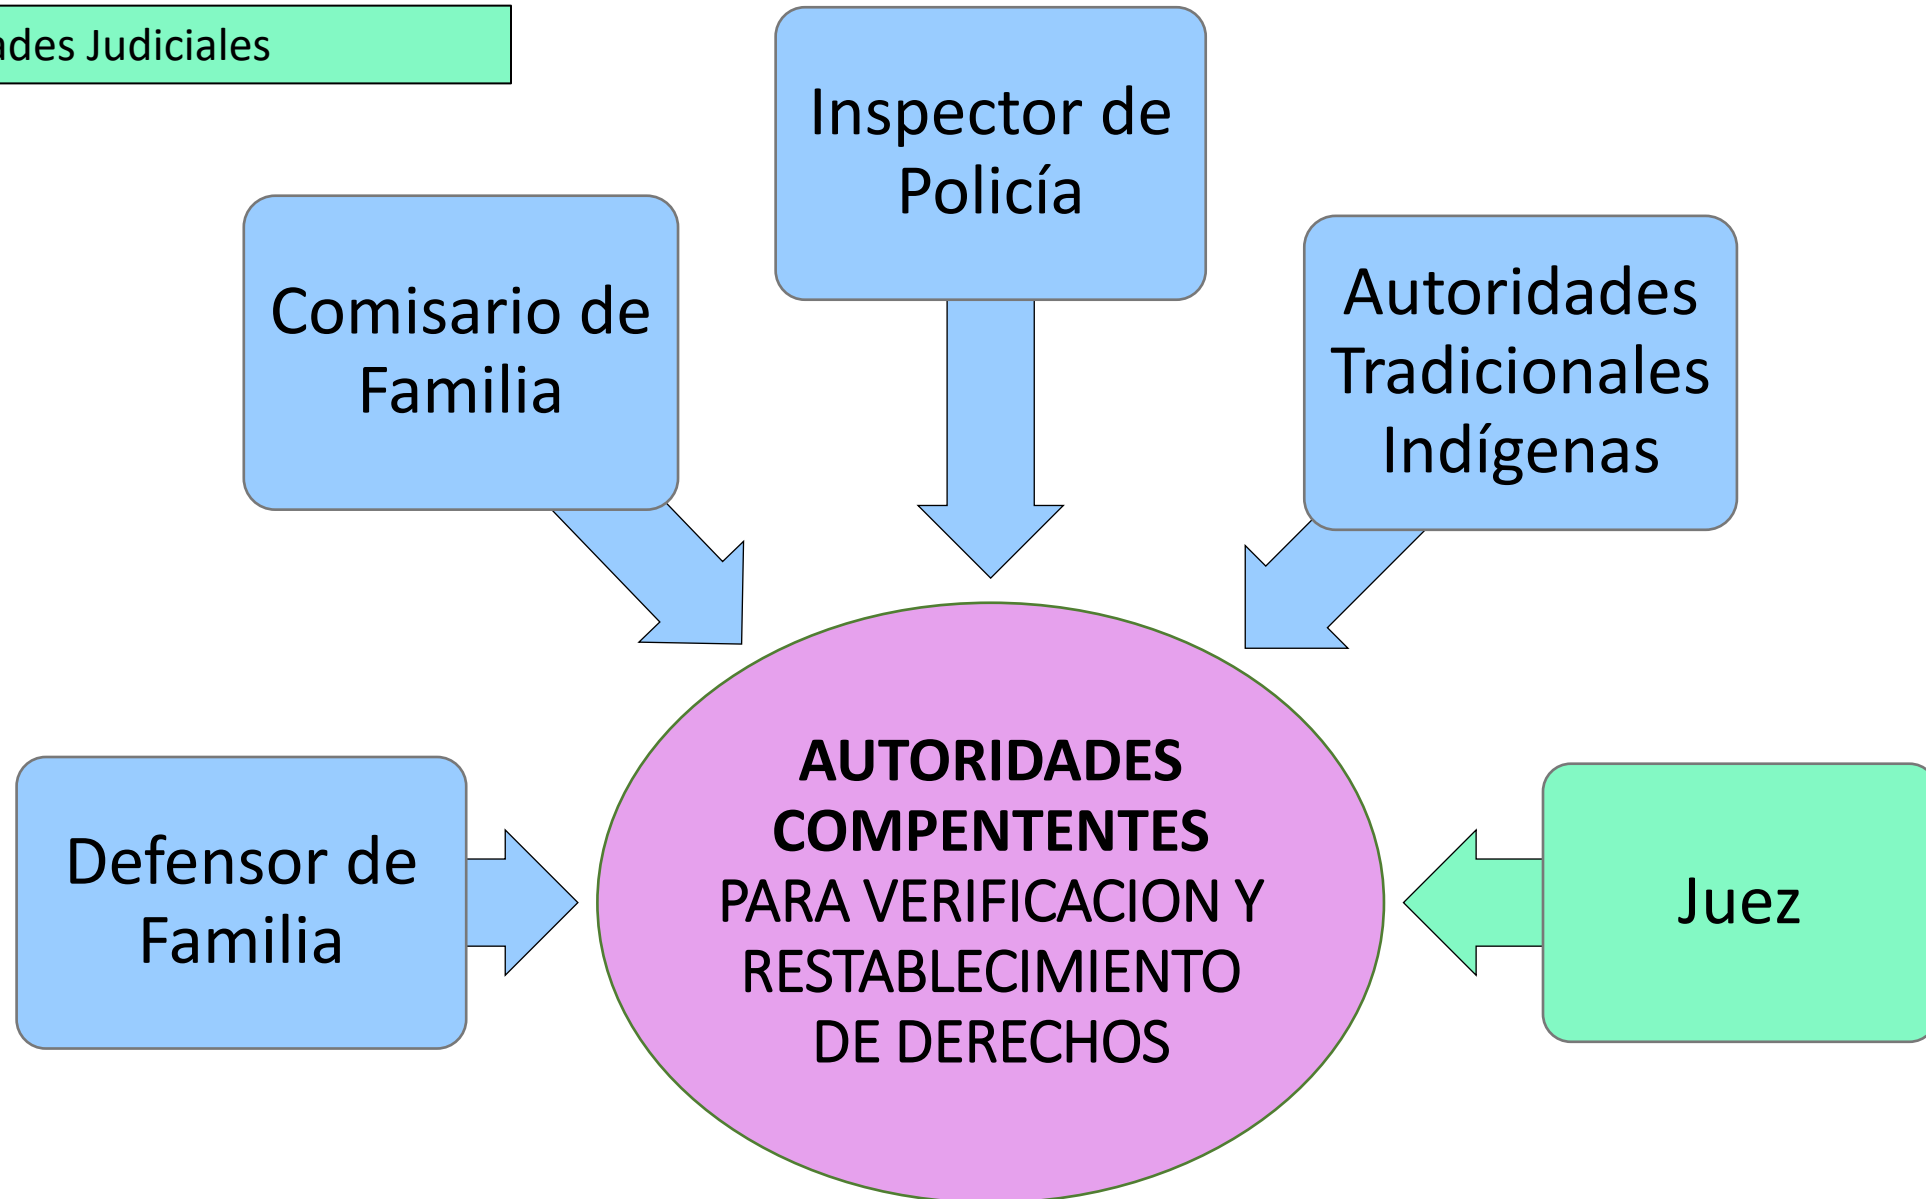 ades Judiciales
Inspector de
Policía
Comisario de
Familia
Autoridades
Tradicionales
Indígenas
Defensor de
Familia
AUTORIDADES
COMPENTENTES
PARA VERIFICACION Y
RESTABLECIMIENTO
DE DERECHOS
Juez